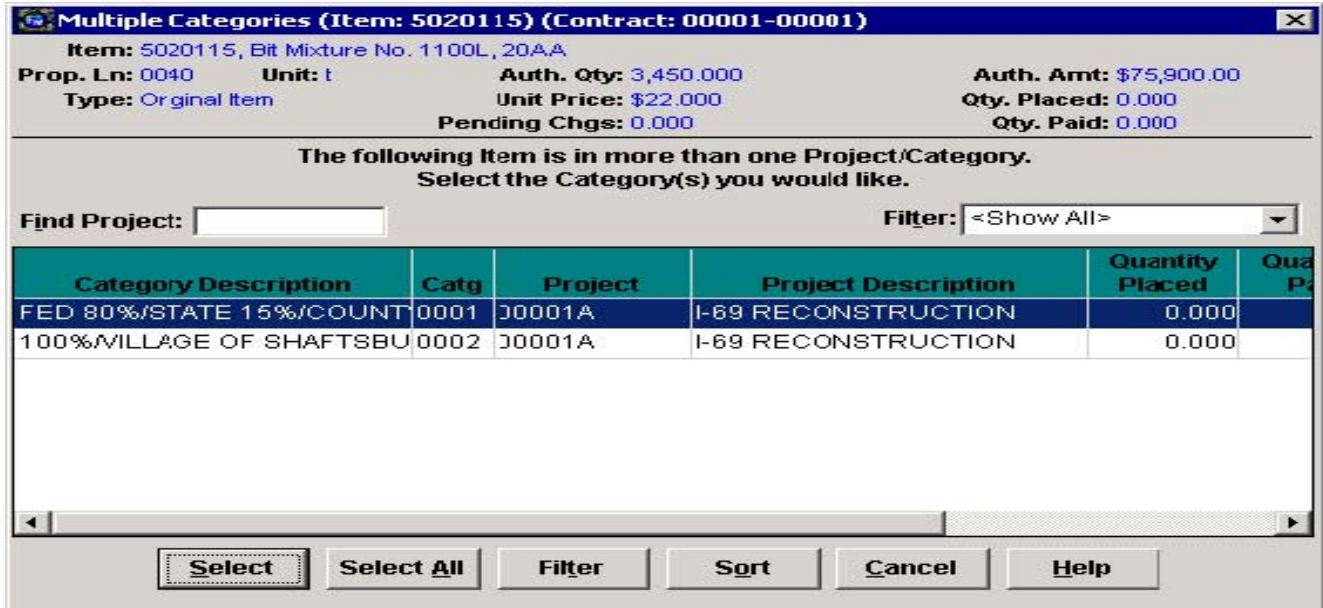 Multiple Categories (Item: 5020115) (Contract: 00001-00001)
Item: 5020115, Bit Mixture No. 1100L, 20AA
Prop. Ln: 0040 Unit: t Auth. Qty: 3,450.000 Auth. Amt: $75,900.00
Type: Orginal Item Unit Price: $22.000 Qty. Placed: 0.000
Pending Chgs: 0.000 Qty. Paid: 0.000
The following Item is in more than one Project/Category.
Select the Category(s) you would like.
Find Project: Filter: <Show All>
Category Description Catg Project Project Description Quantity Placed Qua Pa
FED 80%/STATE 15%/COUNT 0001 00001A I-69 RECONSTRUCTION 0.000
100%/VILLAGE OF SHAFTSBU 0002 00001A I-69 RECONSTRUCTION 0.000
Select Select All Filter Sort Cancel Help